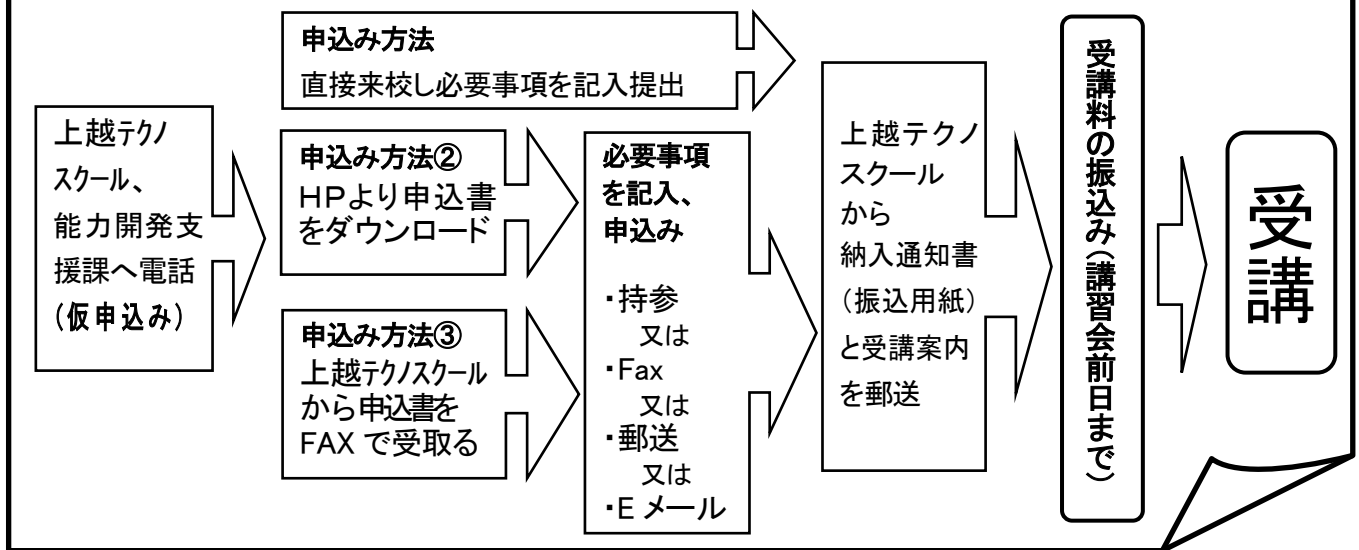 上越テクノ
スクール、
能力開発支
援課へ電話
(仮申込み)
申込み方法
直接来校し必要事項を記入提出
申込み方法②
HPより申込書
をダウンロード
申込み方法③
上越テクノスクール
から申込書を
FAXで受取る
必要事項
を記入、
申込み
・持参
又は
・Fax
又は
・郵送
又は
・Eメール
上越テクノ
スクール
から
納入通知書
(振込用紙)
と受講案内
を郵送
受講料の振込み(講習会前日まで)
受講